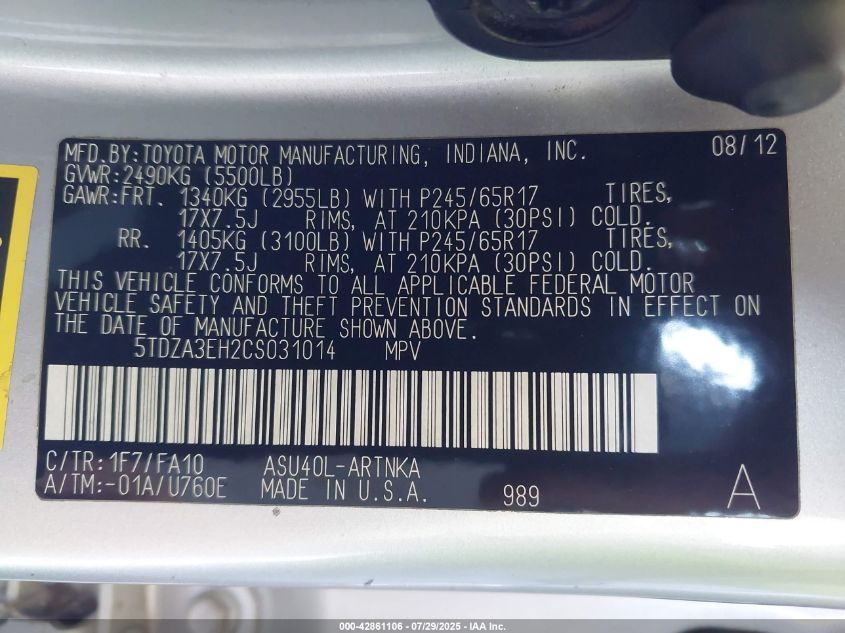 MFD.BY:TOYOTA MOTOR MANUFACTURING, INDIANA, INC. 08/12
GVWR:2490KG (5500LB)
GAWR:FRT. 1340KG (2955LB) WITH P245/65R17 TIRES,
17X7.5J RIMS, AT 210KPA (30PSI) COLD.
RR. 1405KG (3100LB) WITH P245/65R17 TIRES,
17X7.5J RIMS, AT 210KPA (30PSI) COLD.
THIS VEHICLE CONFORMS TO ALL APPLICABLE FEDERAL MOTOR
VEHICLE SAFETY AND THEFT PREVENTION STANDARDS IN EFFECT ON
THE DATE OF MANUFACTURE SHOWN ABOVE.
5TDZA3EH2CS031014 MPV
C/TR:1F7/FA10 ASU40L-ARTNKA
A/TM:-01A/U760E MADE IN U.S.A. 989 A
000-42861106 - 07/29/2025 - IAA Inc.